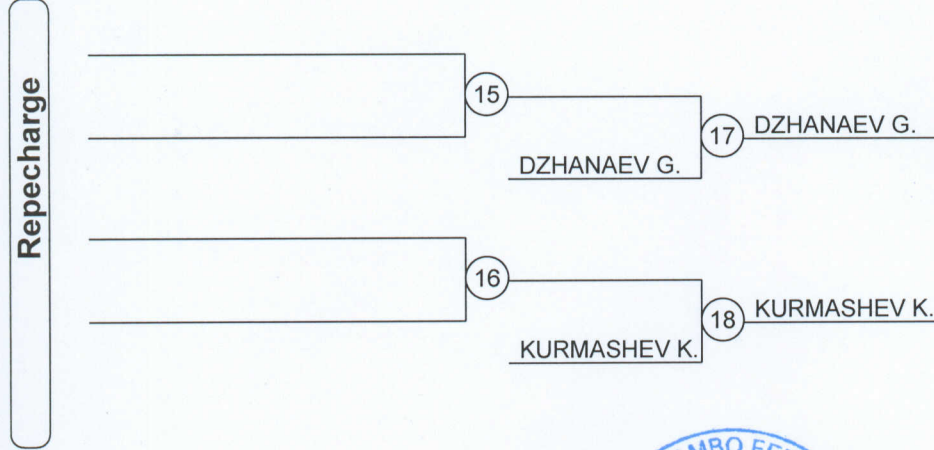 Repecharge
15
17 DZHANAEV G.
DZHANAEV G.
16
18 KURMASHEV K.
KURMASHEV K.